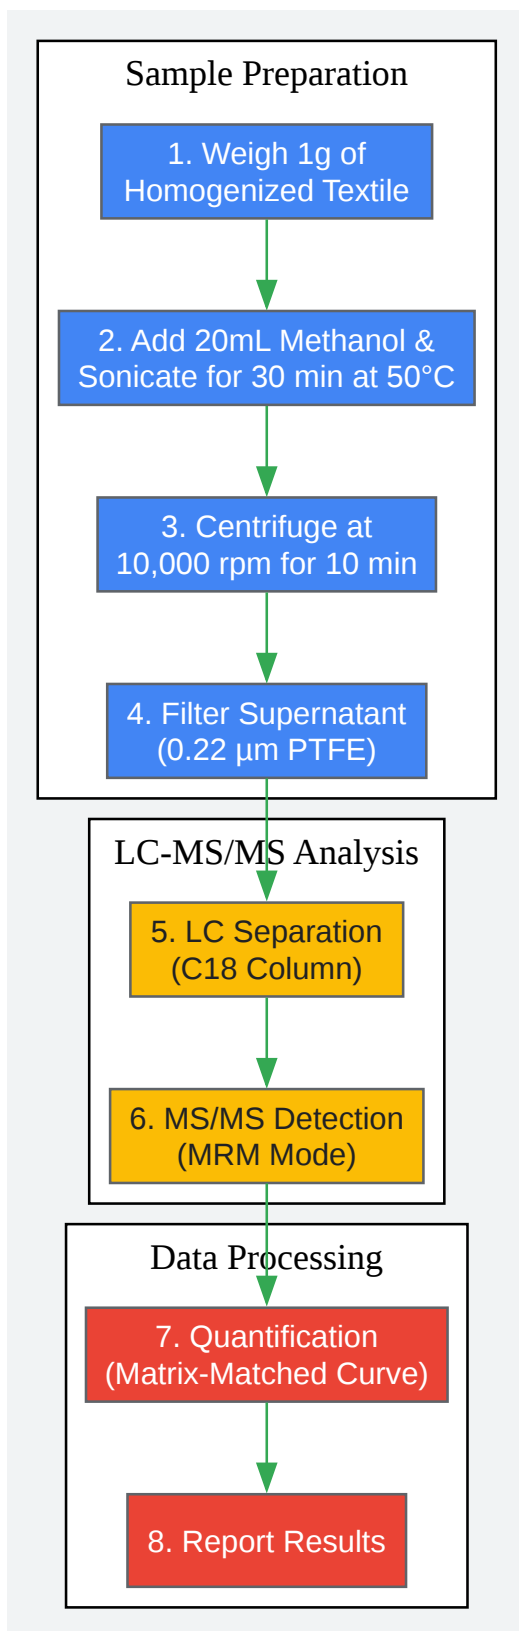 Sample Preparation
1. Weigh 1g of
Homogenized Textile
2. Add 20mL Methanol &
Sonicate for 30 min at 50°C
3. Centrifuge at
10,000 rpm for 10 min
4. Filter Supernatant
(0.22 µm PTFE)
LC-MS/MS Analysis
5. LC Separation
(C18 Column)
6. MS/MS Detection
(MRM Mode)
Data Processing
7. Quantification
(Matrix-Matched Curve)
8. Report Results